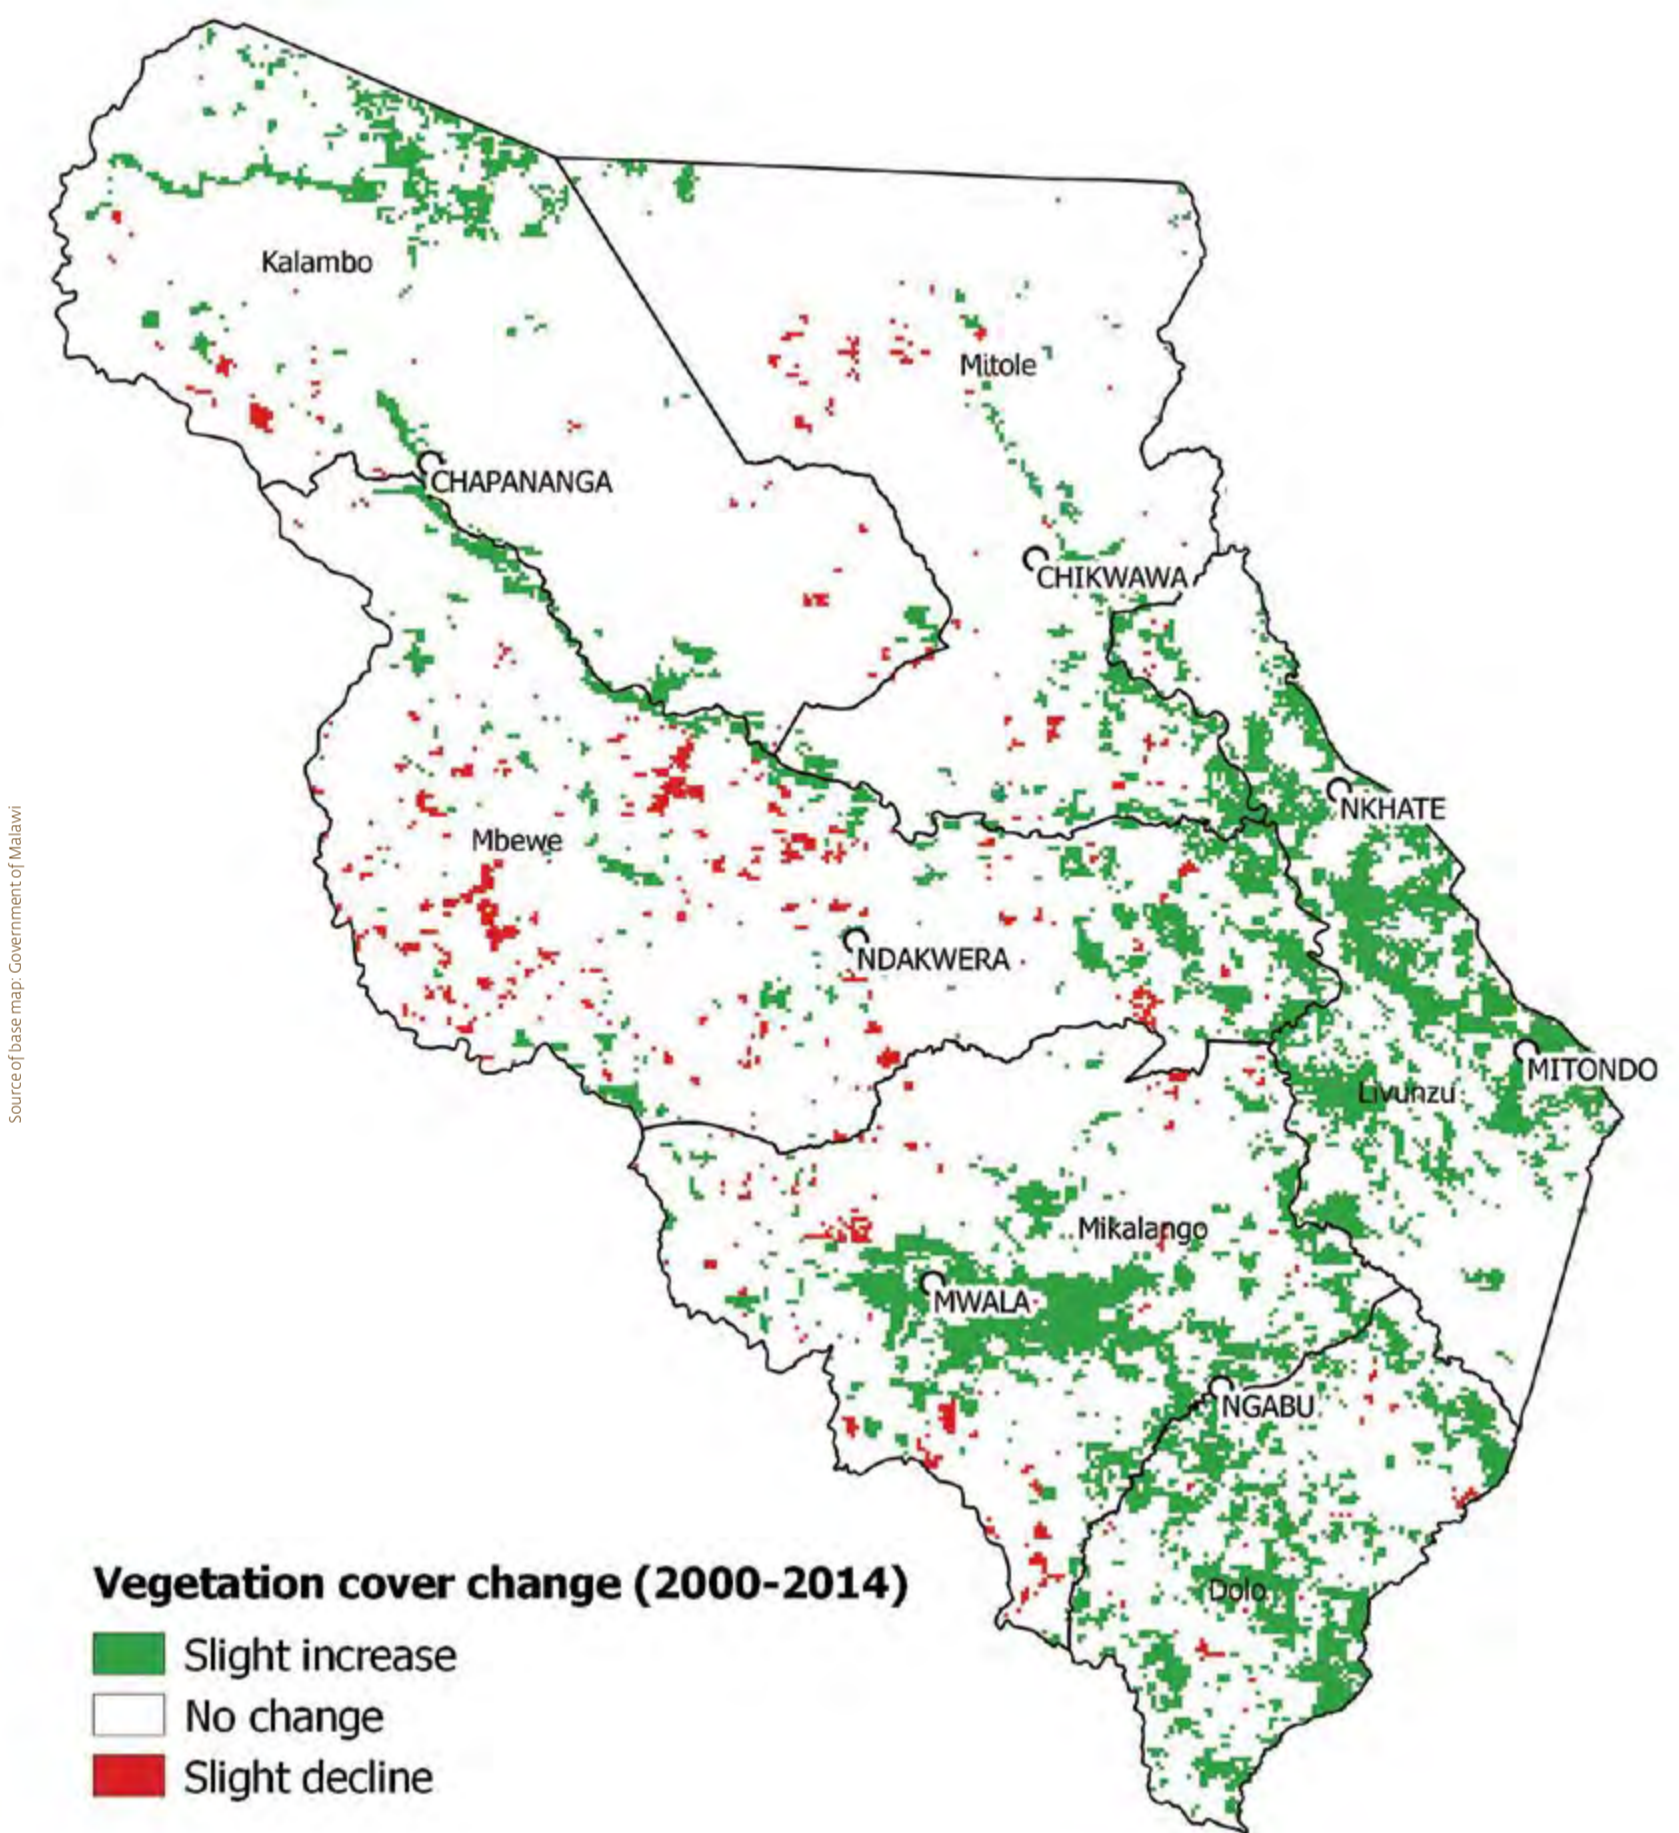 Kalambo
Mitole
CHAPANANGA
CHIKWAWA
NKHATE
Mbewe
NDAKWERA
MITONDO
Livunzu
Mikalango
MWALA
NGABU
Dolo
Source of base map: Government of Malawi
Vegetation cover change (2000-2014)
Slight increase
No change
Slight decline